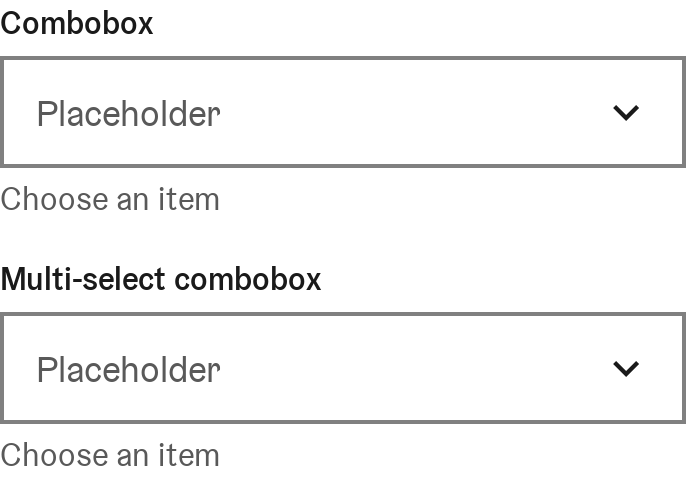 Combobox
Placeholder
Choose an item
Multi-select combobox
Placeholder
Choose an item